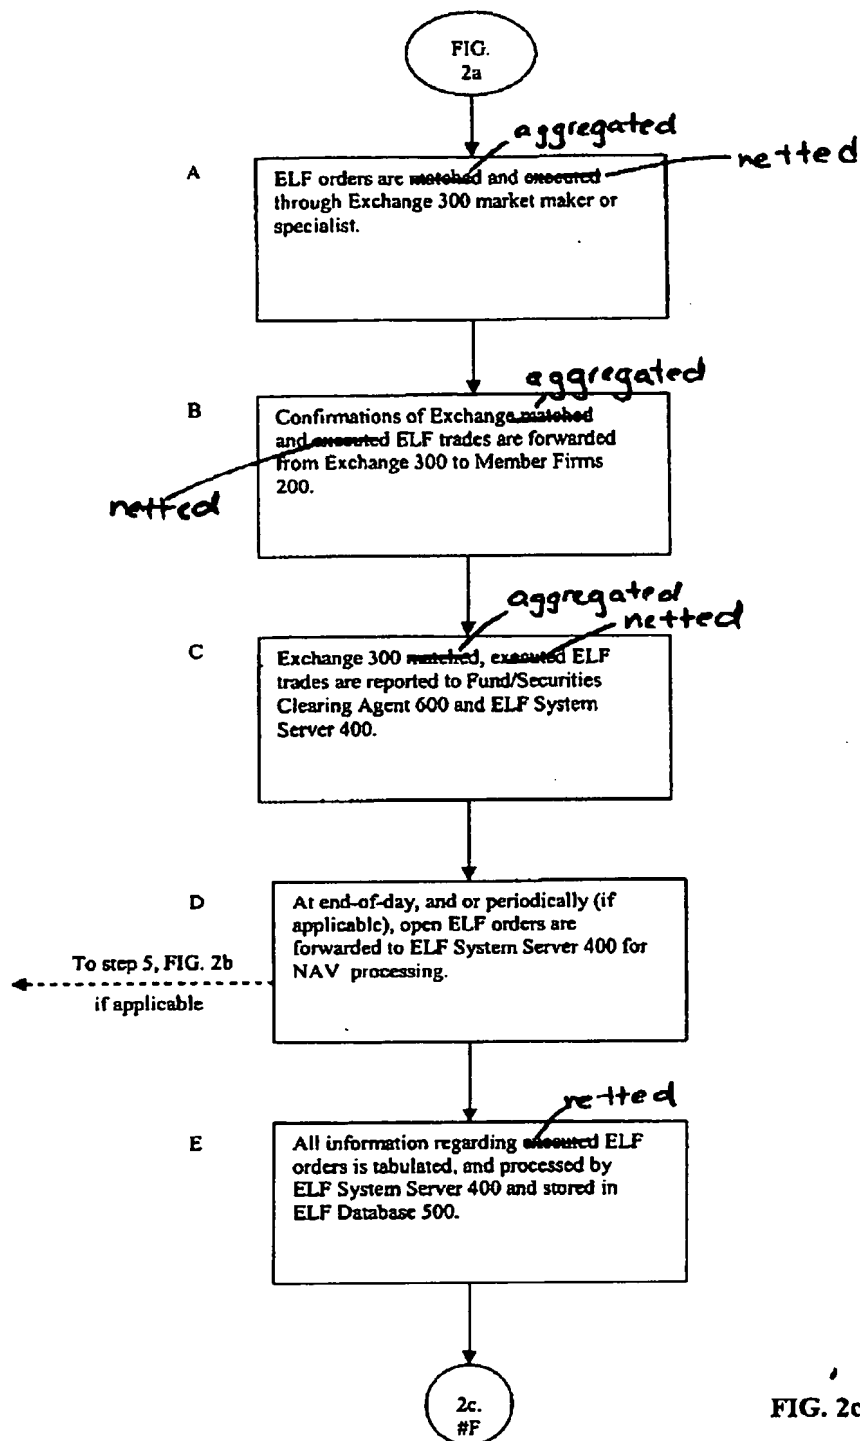 FIG.
2a
aggregated
netted
A
ELF orders are matched and executed
through Exchange 300 market maker or
specialist.
aggregated
B
Confirmations of Exchange matched
and executed ELF trades are forwarded
from Exchange 300 to Member Firms
200.
netted
aggregated
netted
C
Exchange 300 matched, executed ELF
trades are reported to Fund/Securities
Clearing Agent 600 and ELF System
Server 400.
D
At end-of-day, and or periodically (if
applicable), open ELF orders are
forwarded to ELF System Server 400 for
NAV processing.
To step 5, FIG. 2b
if applicable
netted
E
All information regarding executed ELF
orders is tabulated, and processed by
ELF System Server 400 and stored in
ELF Database 500.
2c.
#F
FIG. 2c